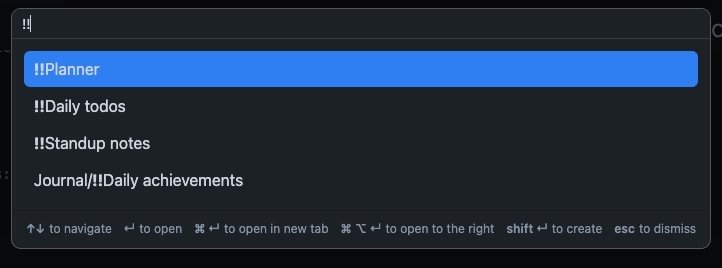 !!
!!Planner
!!Daily todos
!!Standup notes
Journal/!!Daily achievements
↑↓ to navigate ↵ to open ⌘ ↵ to open in new tab ⌘ ⌥ ↵ to open to the right shift ↵ to create esc to dismiss